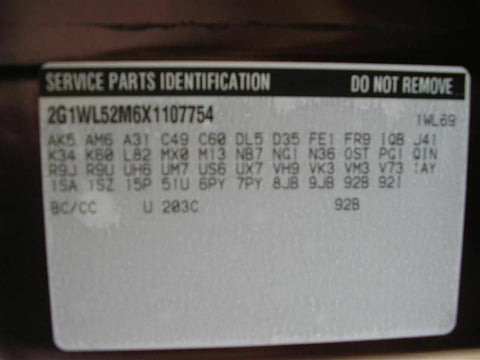 SERVICE PARTS IDENTIFICATION DO NOT REMOVE
2G1WL52M6X1107754 1WL69
AK5 AM6 A31 C49 C60 DL5 D35 FE1 FR9 IQB J41
K34 K60 L82 MX0 M13 NB7 NG1 N36 OST PG1 QIN
R9J R9U UH6 UM7 US6 UX7 VH9 VK3 VM3 V73 1AY
1SA 1SZ 15P 51U 6PY 7PY 8JB 9JB 92B 92I
BC/CC U 203C 92B